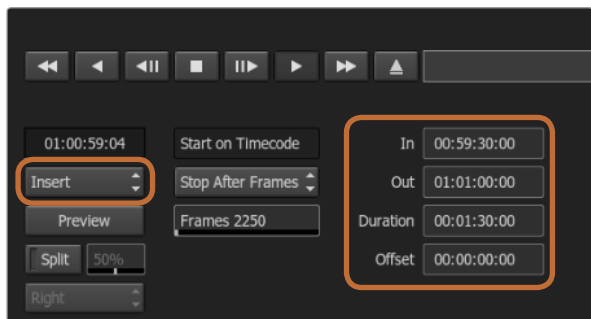 01:00:59:04 Start on Timecode In 00:59:30:00
Insert Stop After Frames Out 01:01:00:00
Preview Frames 2250 Duration 00:01:30:00
Split 50% Offset 00:00:00:00
Right